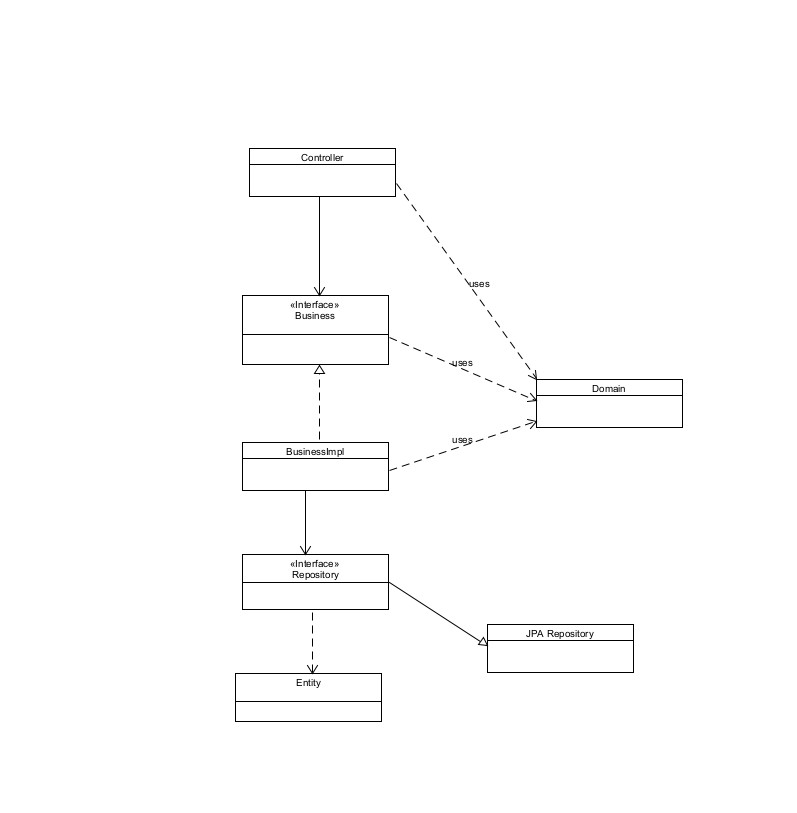 Controller
uses
«Interface»
Business
uses
Domain
uses
BusinessImpl
«Interface»
Repository
JPA Repository
Entity